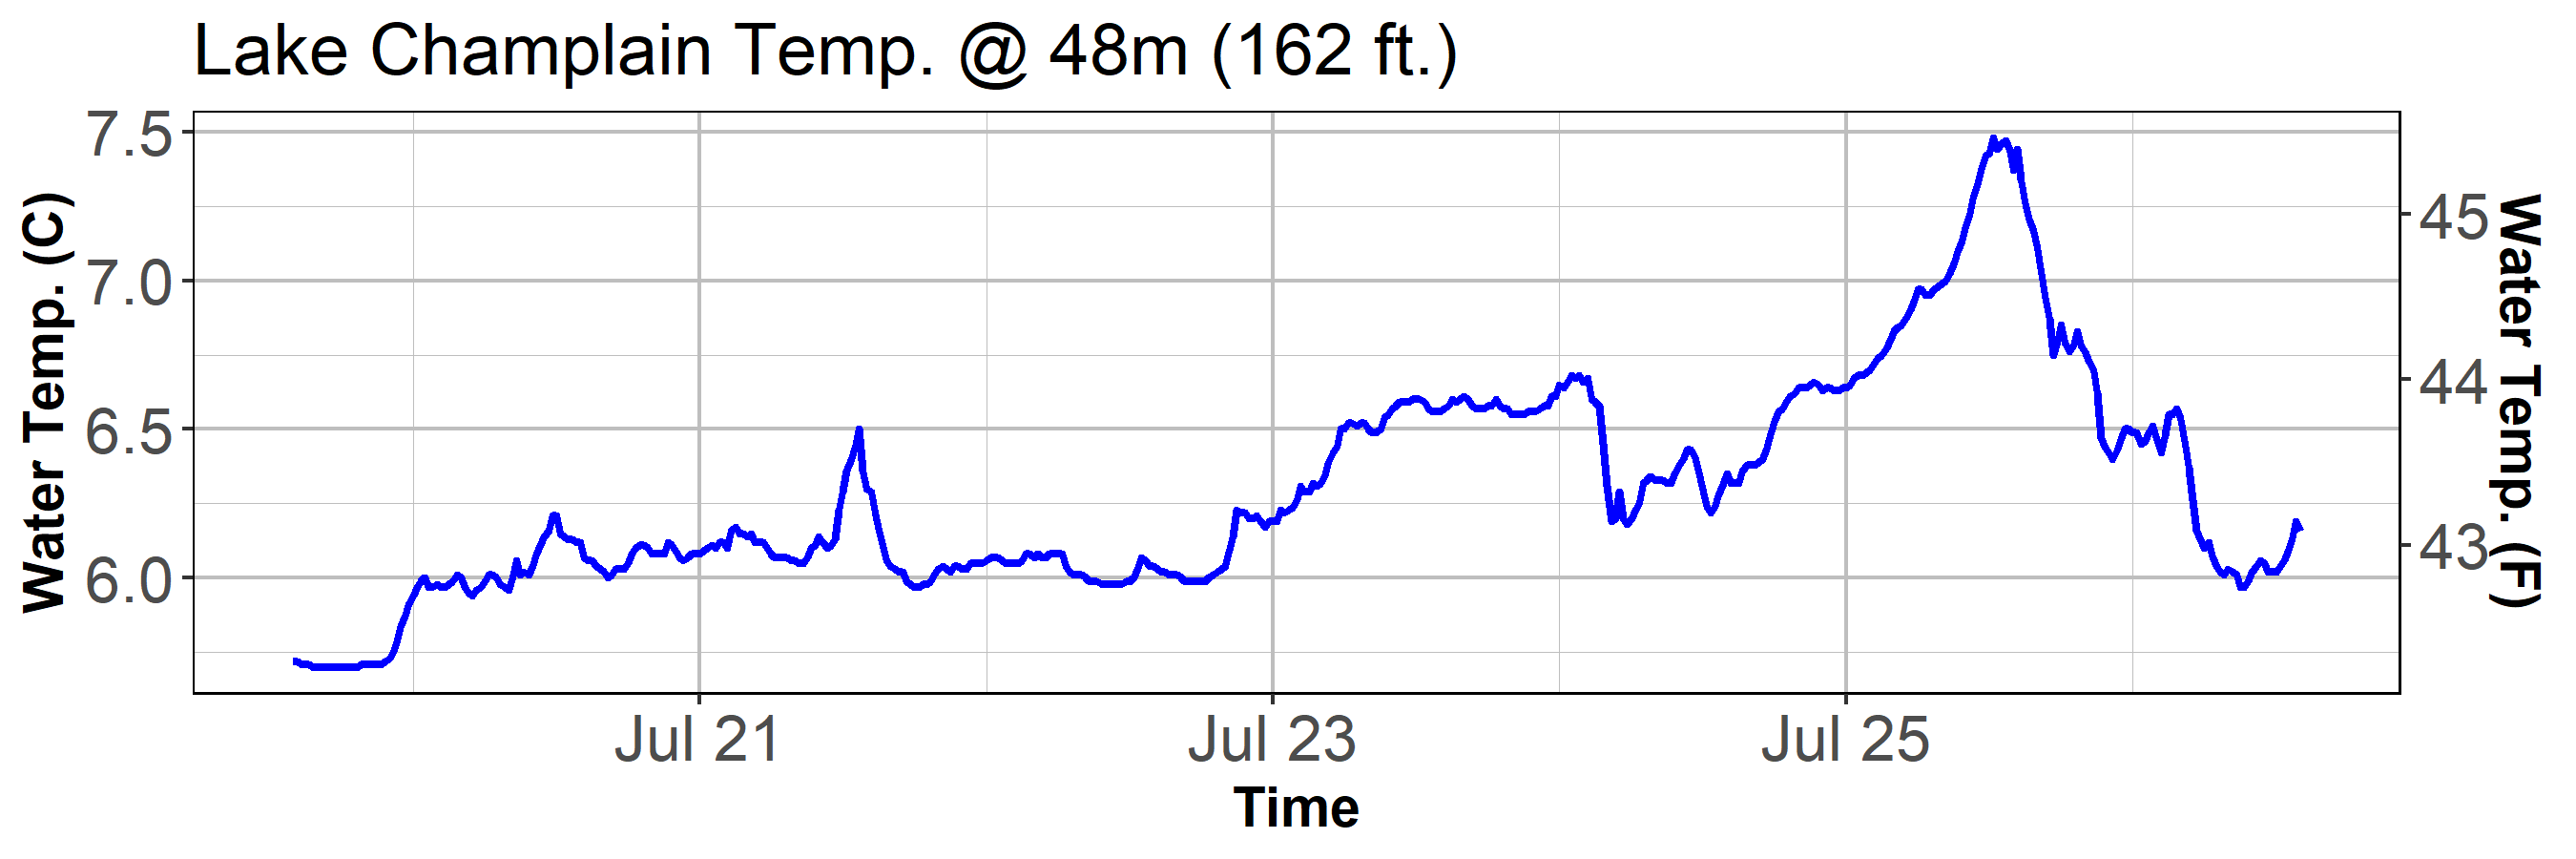 Lake Champlain Temp. @ 48m (162 ft.)
Water Temp. (C)
7.5
7.0
6.5
6.0
45
44
43
Water Temp. (F)
Jul 21 Jul 23 Jul 25
Time